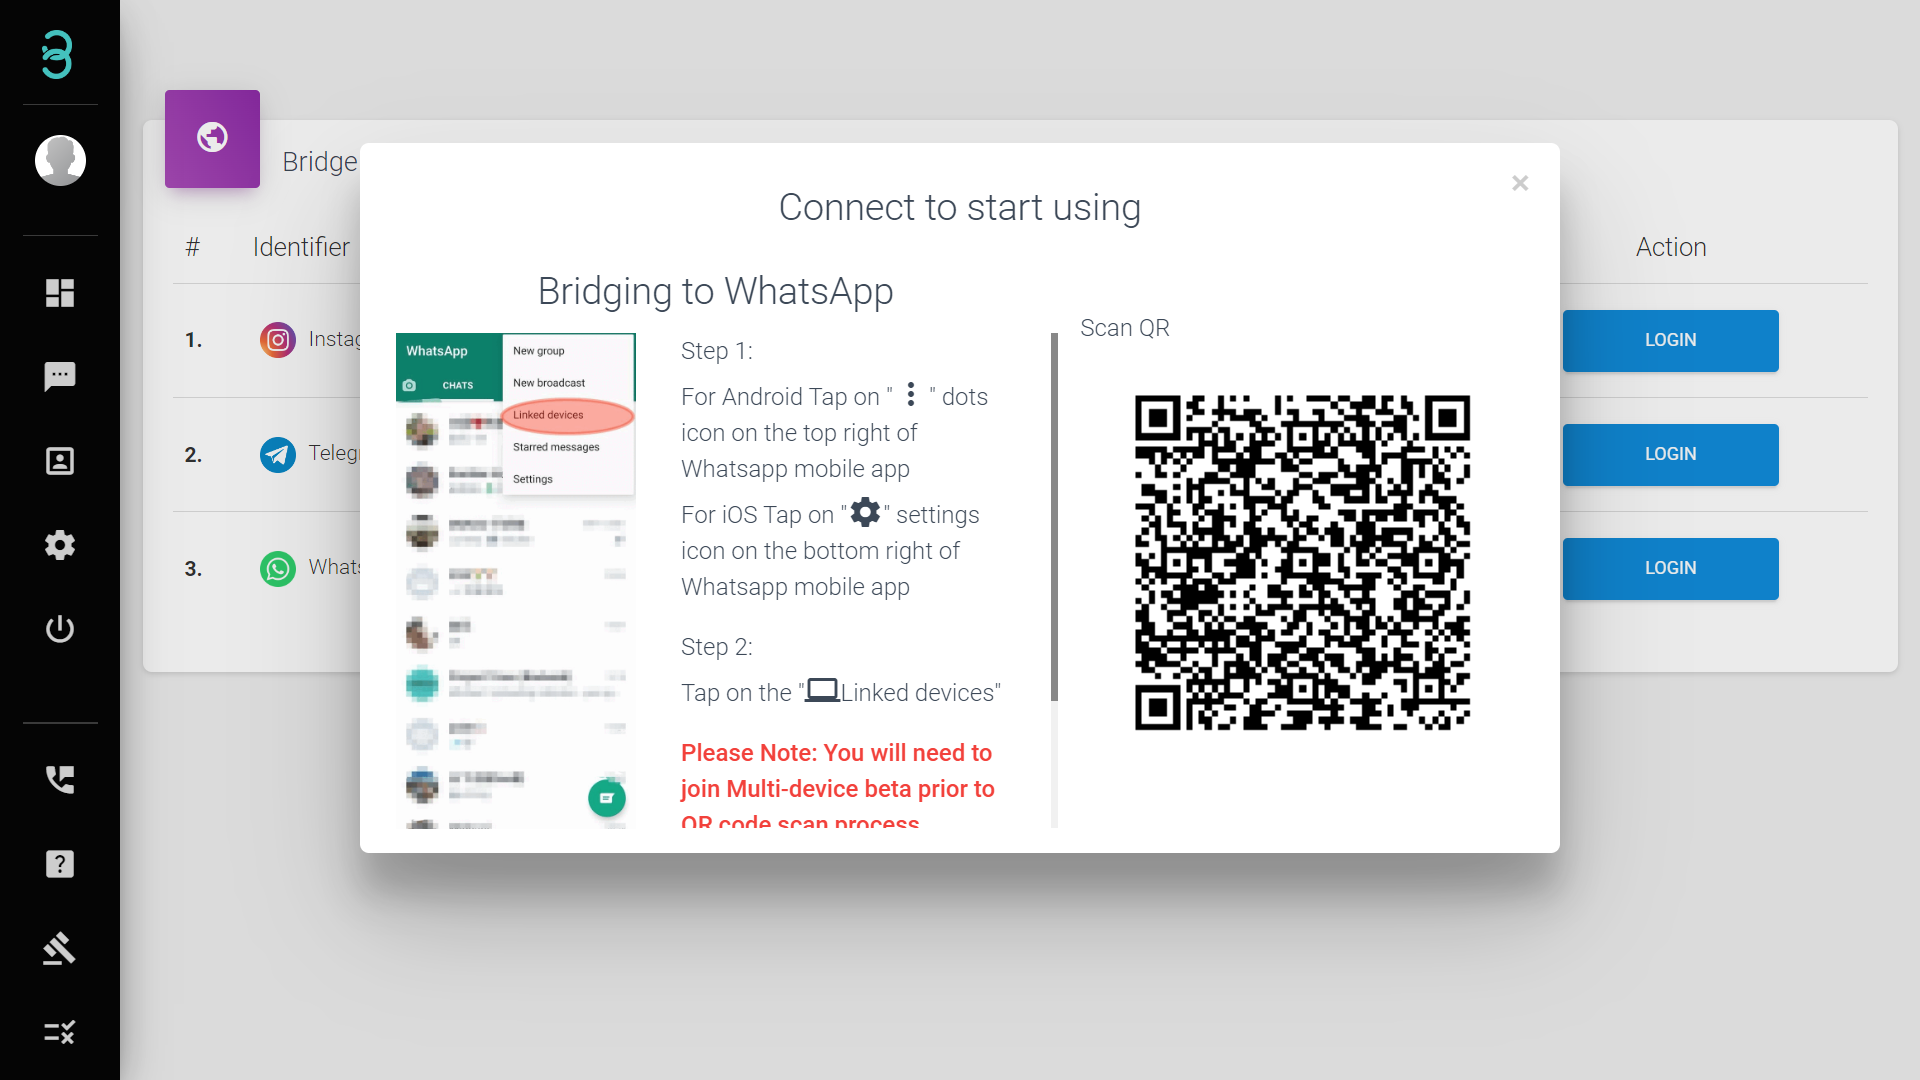 Bridge
#
Identifier
Action
1.
LOGIN
2.
LOGIN
3.
LOGIN
×
Connect to start using
Bridging to WhatsApp
WhatsApp
CHATS
New group
New broadcast
Linked devices
Starred messages
Settings
Step 1:
For Android Tap on " ⋮ " dots
icon on the top right of
Whatsapp mobile app
For iOS Tap on " " settings
icon on the bottom right of
Whatsapp mobile app
Step 2:
Tap on the " Linked devices"
Please Note: You will need to
join Multi-device beta prior to
QR code scan process
Scan QR